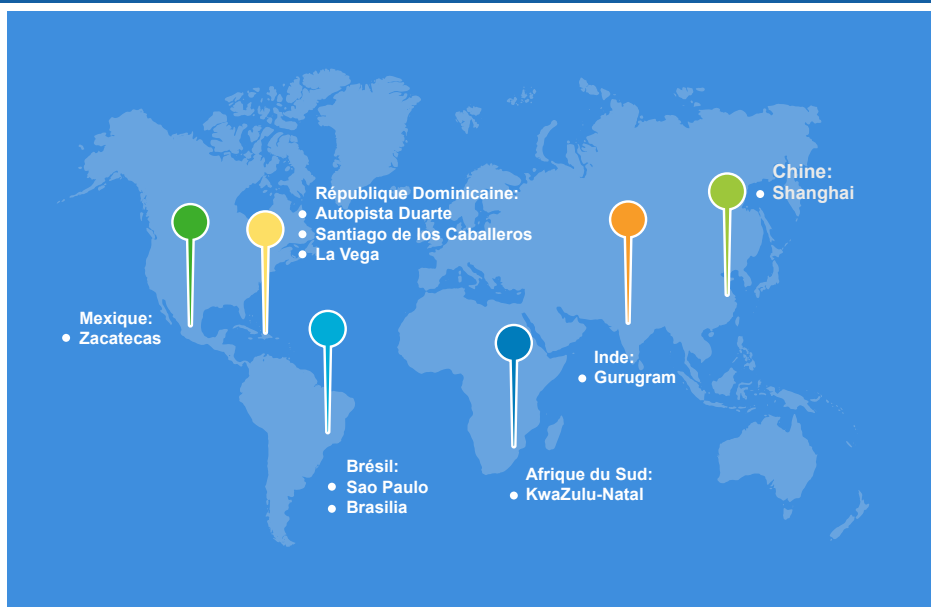 République Dominicaine:
Autopista Duarte
Santiago de los Caballeros
La Vega
Chine:
Shanghai
Mexique:
Zacatecas
Inde:
Gurugram
Brésil:
Sao Paulo
Brasilia
Afrique du Sud:
KwaZulu-Natal